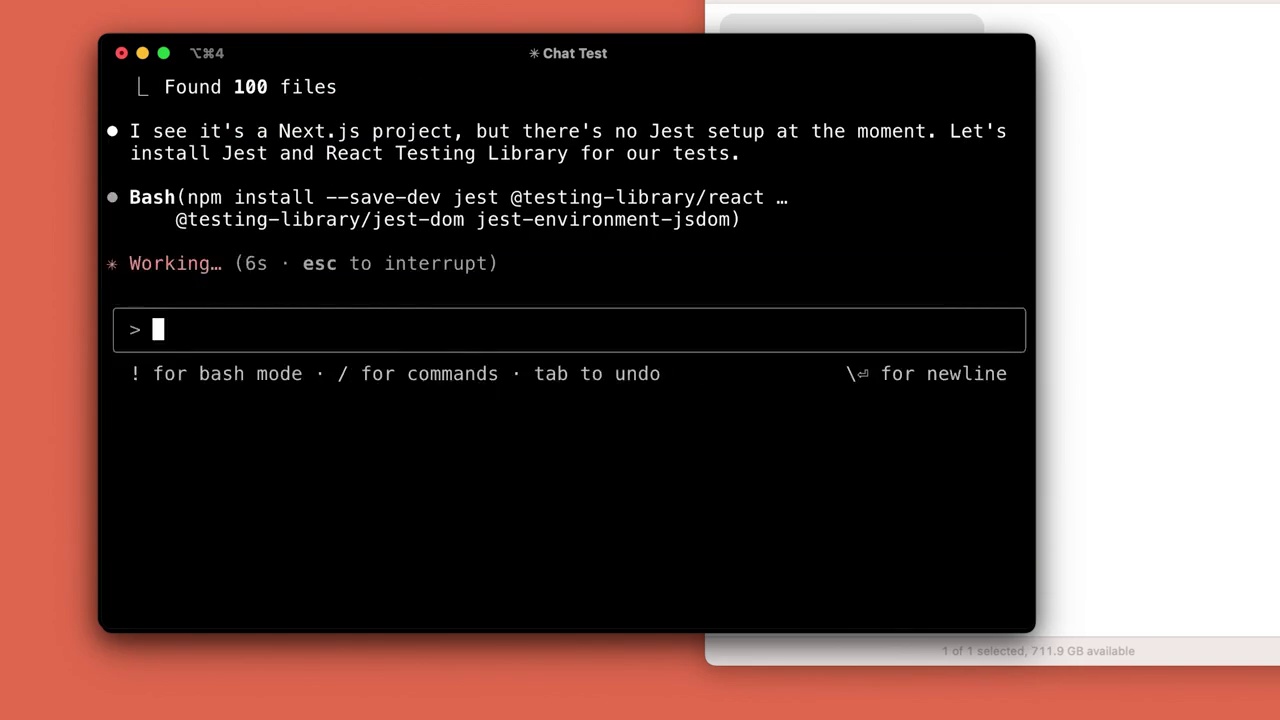 ⌥⌘4
✳ Chat Test
⎿ Found 100 files
● I see it's a Next.js project, but there's no Jest setup at the moment. Let's
install Jest and React Testing Library for our tests.
● Bash(npm install --save-dev jest @testing-library/react …
@testing-library/jest-dom jest-environment-jsdom)
✳ Working… (6s · esc to interrupt)
>
! for bash mode · / for commands · tab to undo
\⏎ for newline
1 of 1 selected, 711.9 GB available